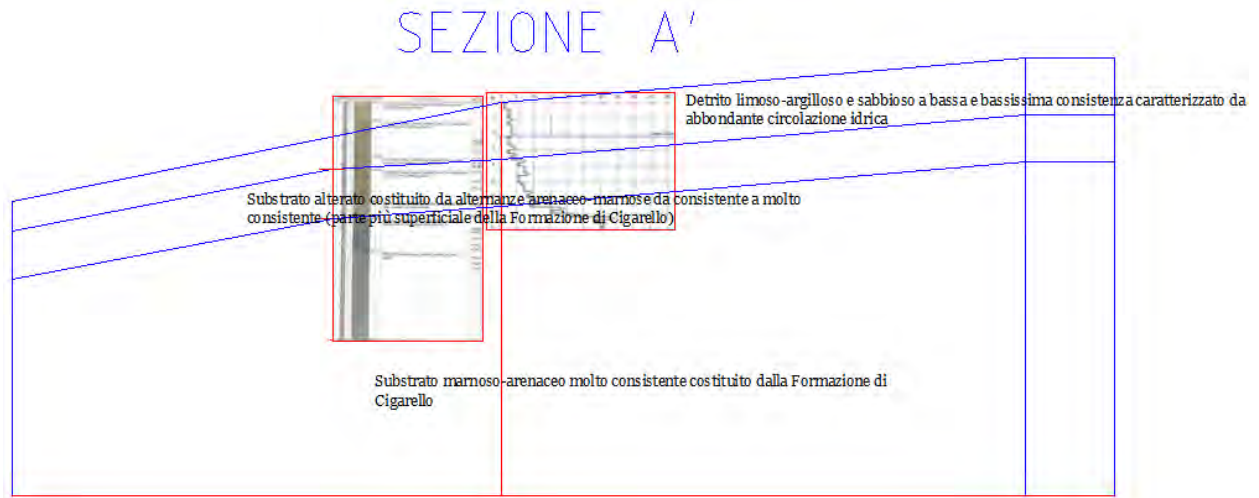 SEZIONE A'
Detrito limoso-argilloso e sabbioso a bassa e bassissima consistenza caratterizzato da
abbondante circolazione idrica
Substrato alterato costituito da alternanze arenaceo-marnose da consistente a molto
consistente (parte più superficiale della Formazione di Cigarello)
Substrato marnoso-arenaceo molto consistente costituito dalla Formazione di
Cigarello